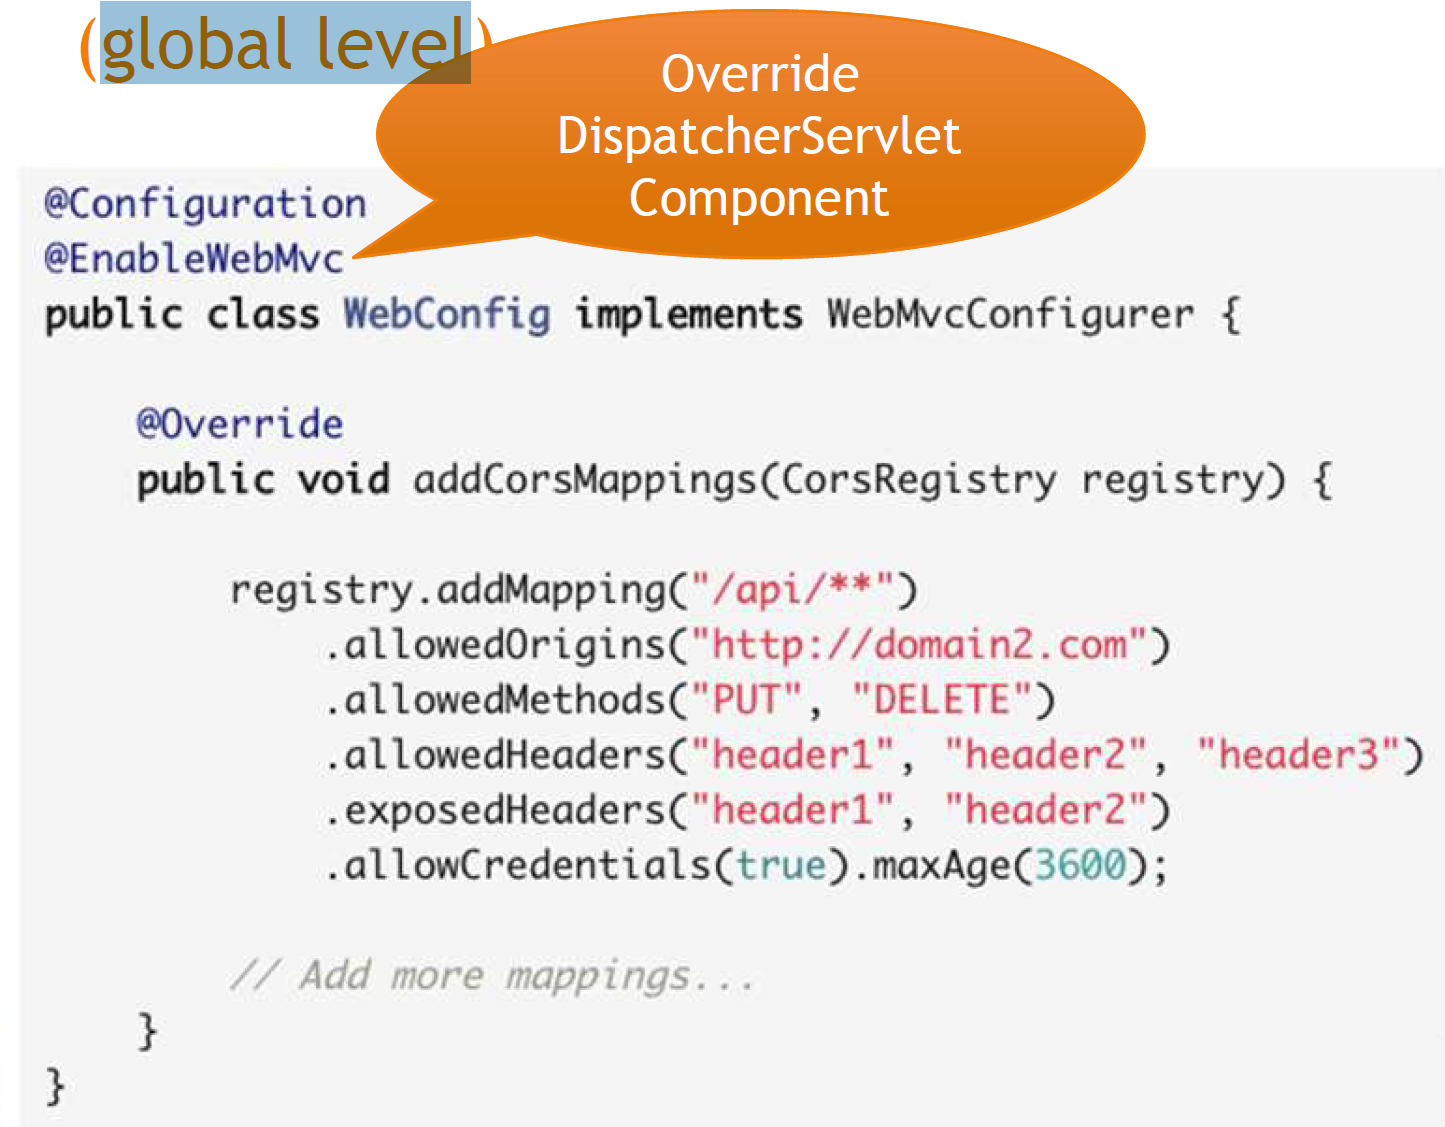 (global level)
Override
DispatcherServlet
Component
@Configuration
@EnableWebMvc
public class WebConfig implements WebMvcConfigurer {
@Override
public void addCorsMappings(CorsRegistry registry) {
registry.addMapping("/api/**")
.allowedOrigins("http://domain2.com")
.allowedMethods("PUT", "DELETE")
.allowedHeaders("header1", "header2", "header3")
.exposedHeaders("header1", "header2")
.allowCredentials(true).maxAge(3600);
// Add more mappings...
}
}